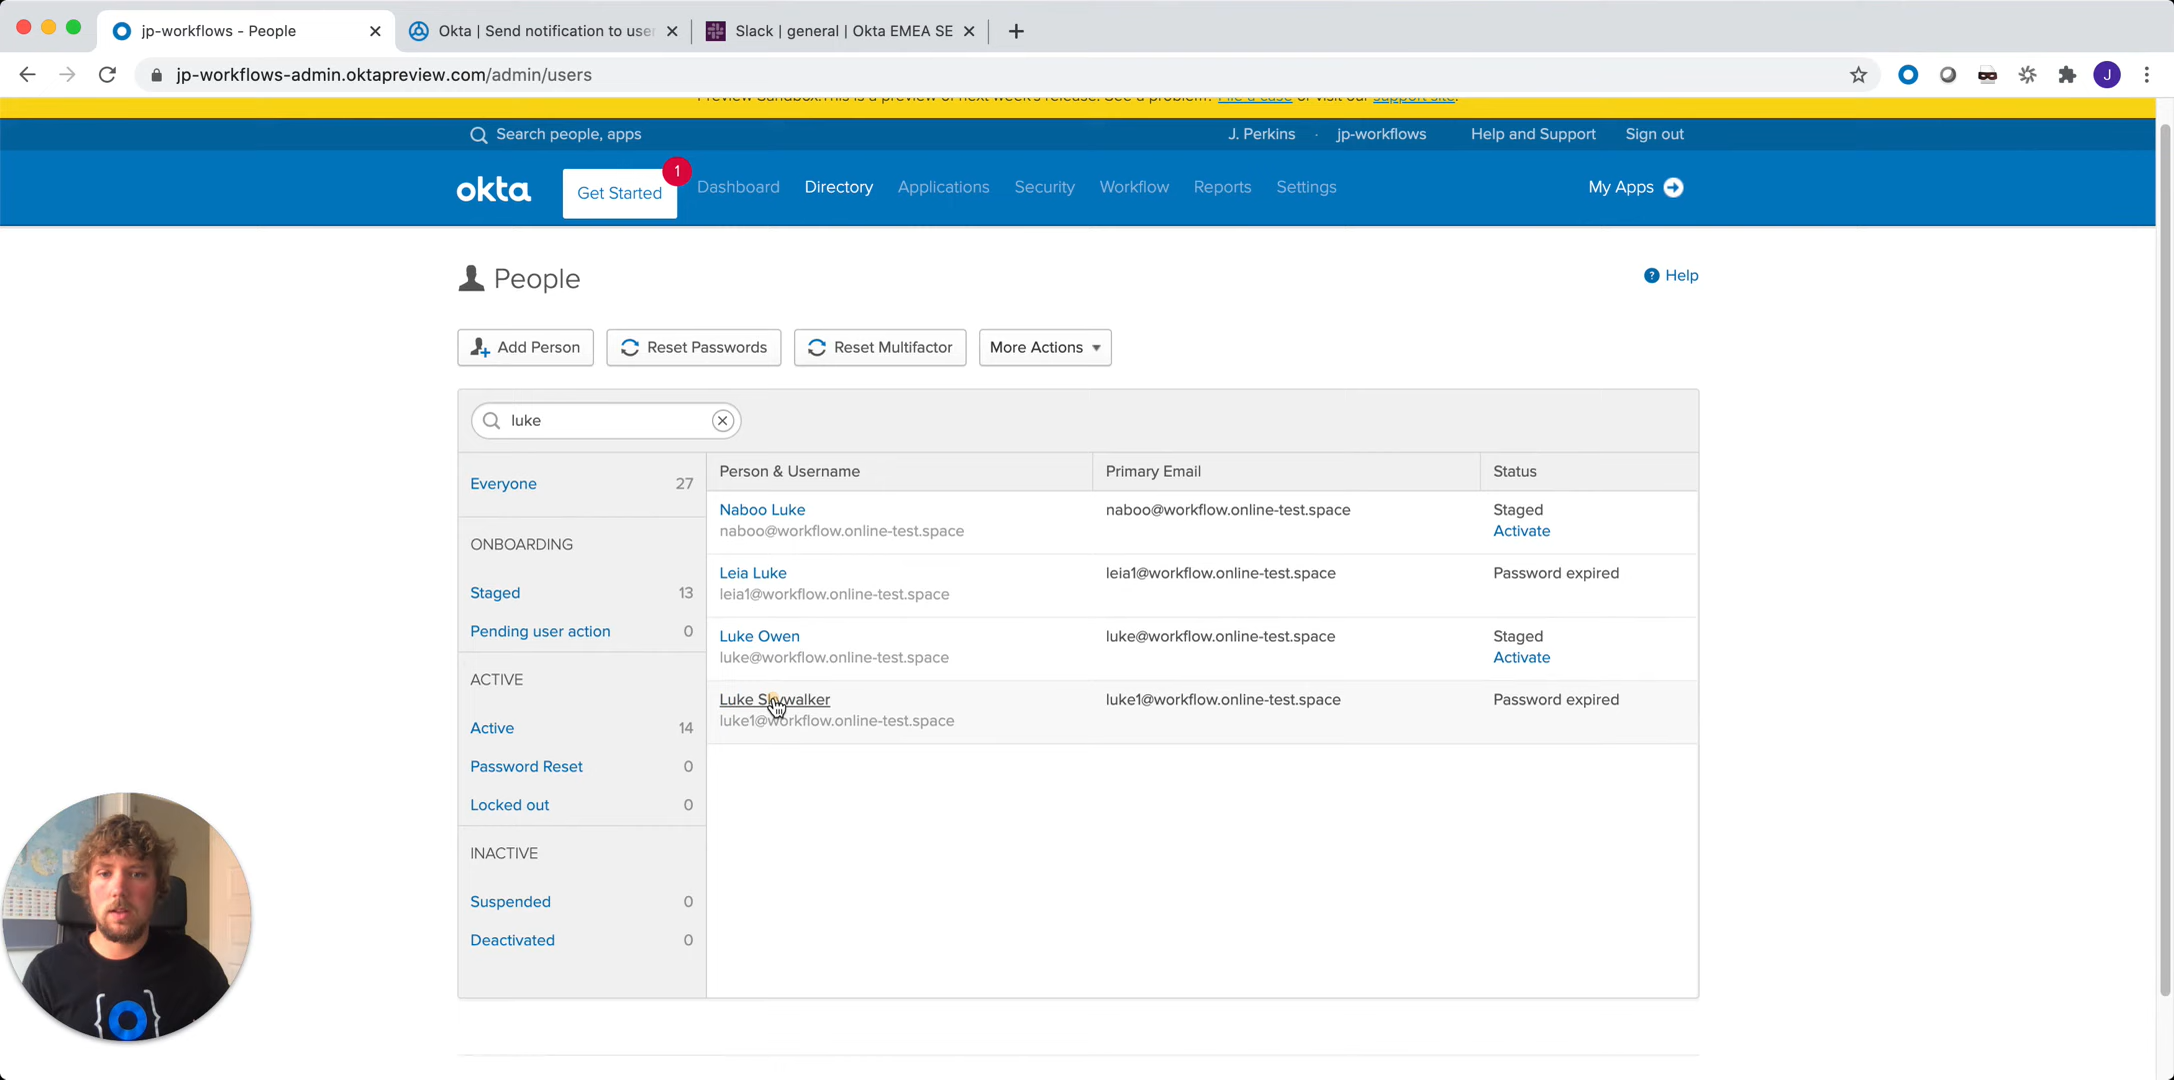 jp-workflows - People
Okta | Send notification to use
Slack | general | Okta EMEA SE
jp-workflows-admin.oktapreview.com/admin/users
J
Preview Sandbox: This is a preview of next week's release. See a problem? File a case or visit our support site.
Search people, apps
J. Perkins · jp-workflows Help and Support Sign out
okta
Get Started
1
Dashboard Directory Applications Security Workflow Reports Settings
My Apps
People
Help
Add Person
Reset Passwords
Reset Multifactor
More Actions
luke
Everyone 27
ONBOARDING
Staged 13
Pending user action 0
ACTIVE
Active 14
Password Reset 0
Locked out 0
INACTIVE
Suspended 0
Deactivated 0
Person & Username Primary Email Status
Naboo Luke naboo@workflow.online-test.space Staged
naboo@workflow.online-test.space Activate
Leia Luke leia1@workflow.online-test.space Password expired
leia1@workflow.online-test.space
Luke Owen luke@workflow.online-test.space Staged
luke@workflow.online-test.space Activate
Luke Skywalker luke1@workflow.online-test.space Password expired
luke1@workflow.online-test.space